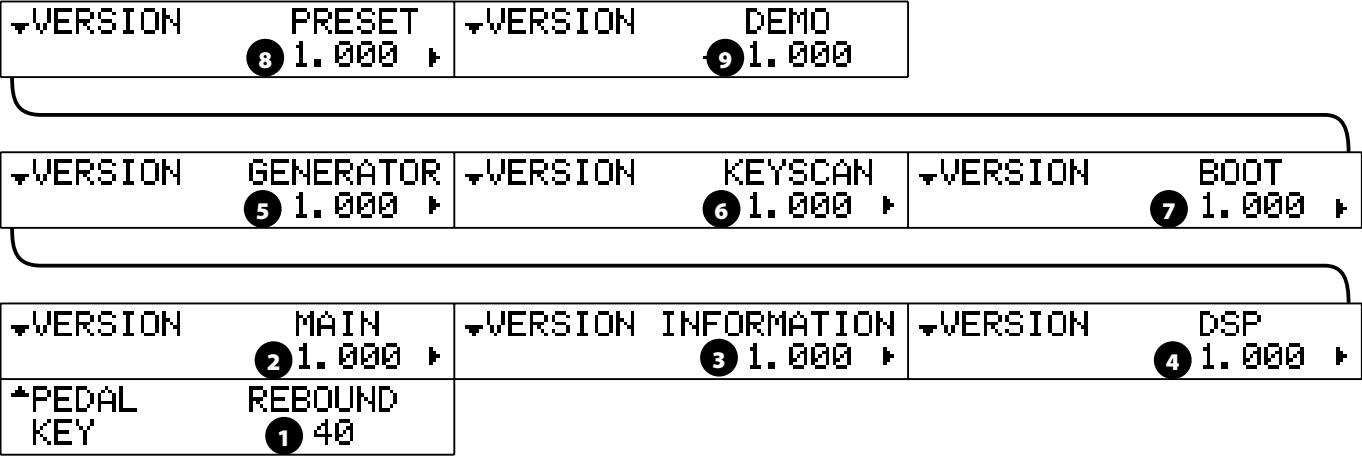 VERSION PRESET
8 1.000
VERSION DEMO
9 1.000
VERSION GENERATOR
5 1.000
VERSION KEYSCAN
6 1.000
VERSION BOOT
7 1.000
VERSION MAIN
2 1.000
VERSION INFORMATION
3 1.000
VERSION DSP
4 1.000
PEDAL REBOUND
KEY 1 40